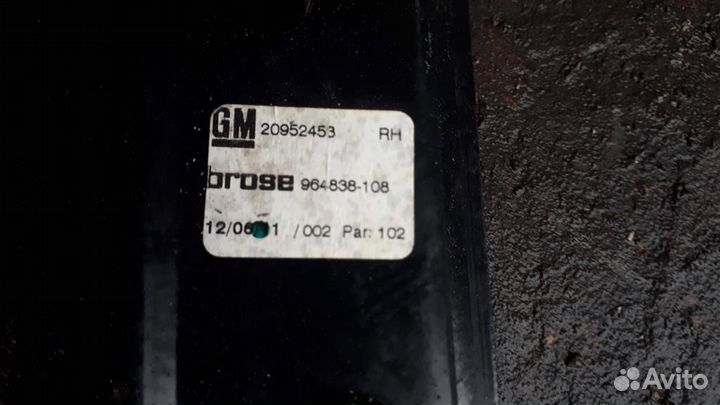 GM 20952453 RH
brose 964838-108
/002 Par: 102
Avito